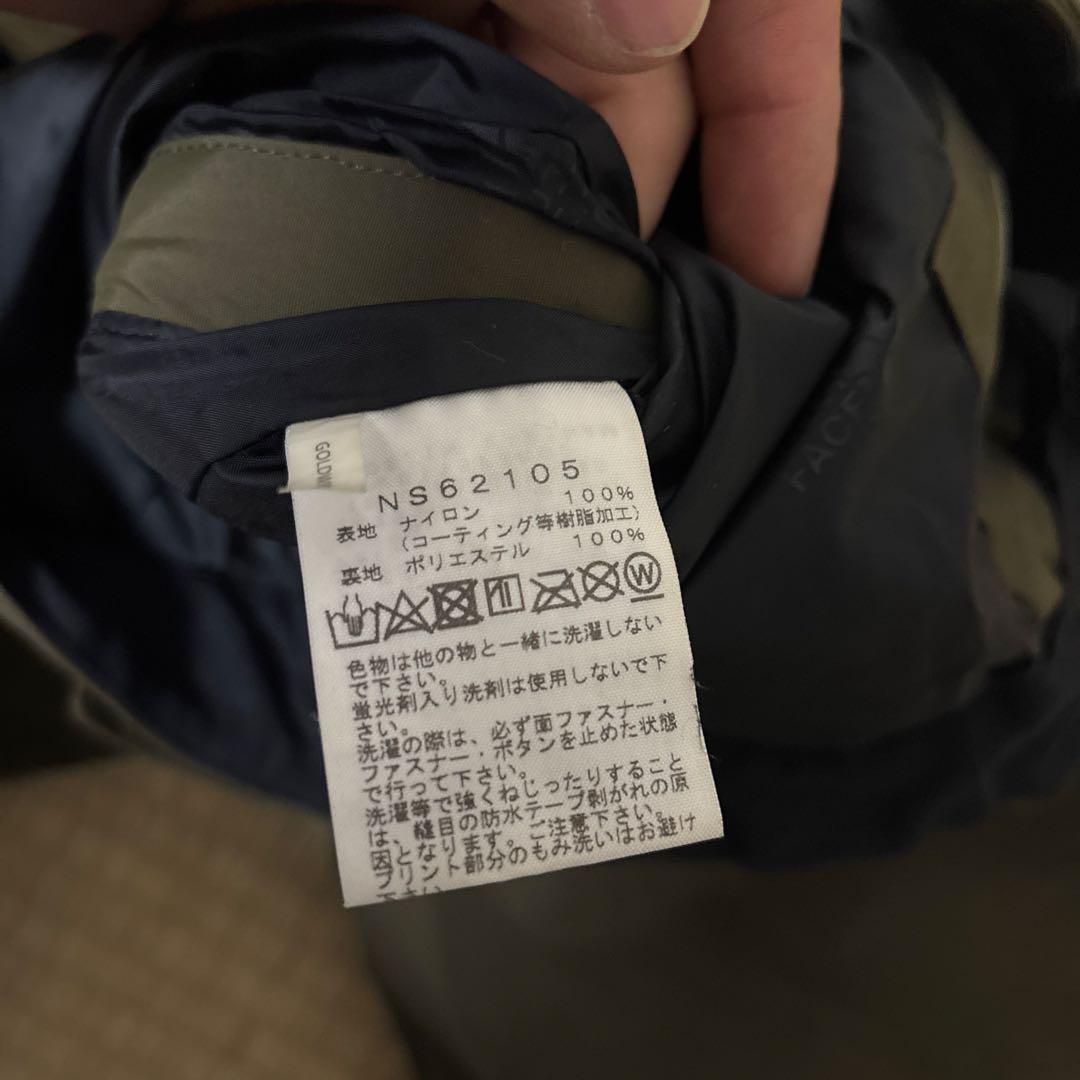 GOLDW
NS62105
表地 ナイロン 100%
(コーティング等樹脂加工)
裏地 ポリエステル 100%
W
色物は他の物と一緒に洗濯しない
で下さい。
蛍光剤入り洗剤は使用しないで下
さい。
洗濯の際は、必ず面ファスナー・
ファスナー・ボタンを止めた状態
で行って下さい。
洗濯等で強くねじったりすること
は、縫目の防水テープ剥がれの原
因となります。ご注意下さい。
プリント部分のもみ洗いはお避け
下さい
FACE